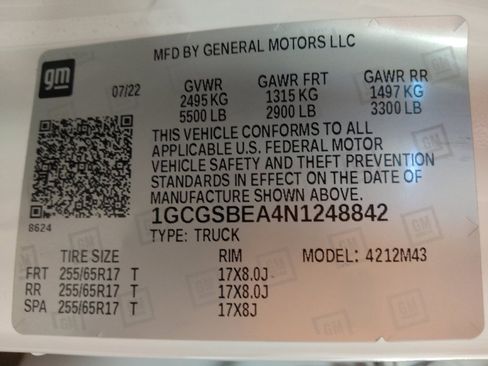 MFD BY GENERAL MOTORS LLC
gm
07/22 GVWR GAWR FRT GAWR RR
2495 KG 1315 KG 1497 KG
5500 LB 2900 LB 3300 LB
THIS VEHICLE CONFORMS TO ALL
APPLICABLE U.S. FEDERAL MOTOR
VEHICLE SAFETY AND THEFT PREVENTION
STANDARDS IN EFFECT ON THE DATE OF
MANUFACTURE SHOWN ABOVE.
8624
1GCGSBEA4N1248842
TYPE: TRUCK
TIRE SIZE RIM MODEL: 4212M43
FRT 255/65R17 T 17X8.0J
RR 255/65R17 T 17X8.0J
SPA 255/65R17 T 17X8J